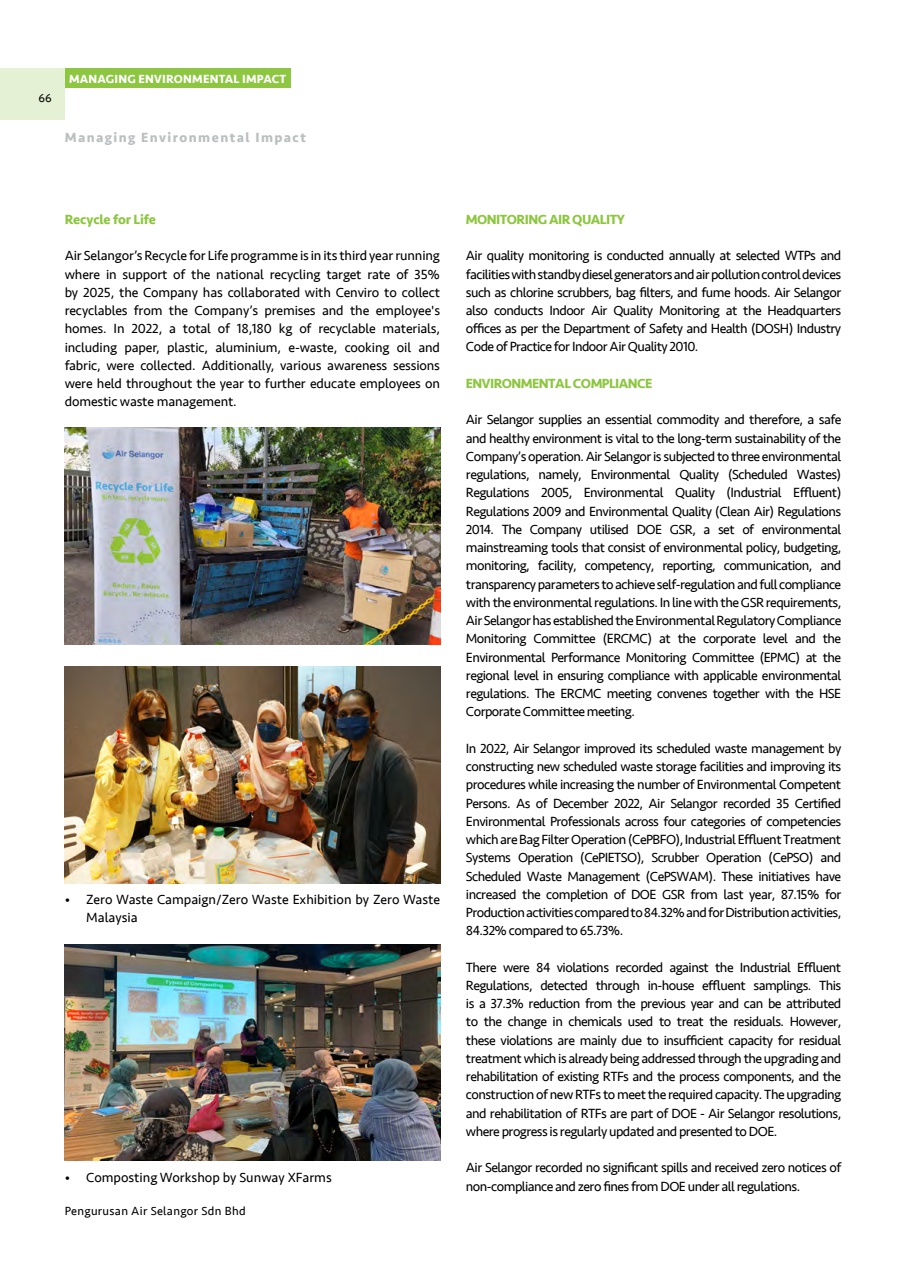 MANAGING ENVIRONMENTAL IMPACT
66
Managing Environmental Impact
Recycle for Life
Air Selangor's Recycle for Life programme is in its third year running
where in support of the national recycling target rate of 35%
by 2025, the Company has collaborated with Cenviro to collect
recyclables from the Company's premises and the employee's
homes. In 2022, a total of 18,180 kg of recyclable materials,
including paper, plastic, aluminium, e-waste, cooking oil and
fabric, were collected. Additionally, various awareness sessions
were held throughout the year to further educate employees on
domestic waste management.
Air Selangor
Recycle For Life
Types of Composting
• Zero Waste Campaign/Zero Waste Exhibition by Zero Waste
Malaysia
• Composting Workshop by Sunway XFarms
MONITORING AIR QUALITY
Air quality monitoring is conducted annually at selected WTPs and
facilities with standby diesel generators and air pollution control devices
such as chlorine scrubbers, bag filters, and fume hoods. Air Selangor
also conducts Indoor Air Quality Monitoring at the Headquarters
offices as per the Department of Safety and Health (DOSH) Industry
Code of Practice for Indoor Air Quality 2010.
ENVIRONMENTAL COMPLIANCE
Air Selangor supplies an essential commodity and therefore, a safe
and healthy environment is vital to the long-term sustainability of the
Company's operation. Air Selangor is subjected to three environmental
regulations, namely, Environmental Quality (Scheduled Wastes)
Regulations 2005, Environmental Quality (Industrial Effluent)
Regulations 2009 and Environmental Quality (Clean Air) Regulations
2014. The Company utilised DOE GSR, a set of environmental
mainstreaming tools that consist of environmental policy, budgeting,
monitoring, facility, competency, reporting, communication, and
transparency parameters to achieve self-regulation and full compliance
with the environmental regulations. In line with the GSR requirements,
Air Selangor has established the Environmental Regulatory Compliance
Monitoring Committee (ERCMC) at the corporate level and the
Environmental Performance Monitoring Committee (EPMC) at the
regional level in ensuring compliance with applicable environmental
regulations. The ERCMC meeting convenes together with the HSE
Corporate Committee meeting.
In 2022, Air Selangor improved its scheduled waste management by
constructing new scheduled waste storage facilities and improving its
procedures while increasing the number of Environmental Competent
Persons. As of December 2022, Air Selangor recorded 35 Certified
Environmental Professionals across four categories of competencies
which are Bag Filter Operation (CePBFO), Industrial Effluent Treatment
Systems Operation (CePIETSO), Scrubber Operation (CePSO) and
Scheduled Waste Management (CePSWAM). These initiatives have
increased the completion of DOE GSR from last year, 87.15% for
Production activities compared to 84.32% and for Distribution activities,
84.32% compared to 65.73%.
There were 84 violations recorded against the Industrial Effluent
Regulations, detected through in-house effluent samplings. This
is a 37.3% reduction from the previous year and can be attributed
to the change in chemicals used to treat the residuals. However,
these violations are mainly due to insufficient capacity for residual
treatment which is already being addressed through the upgrading and
rehabilitation of existing RTFs and the process components, and the
construction of new RTFs to meet the required capacity. The upgrading
and rehabilitation of RTFs are part of DOE - Air Selangor resolutions,
where progress is regularly updated and presented to DOE.
Air Selangor recorded no significant spills and received zero notices of
non-compliance and zero fines from DOE under all regulations.
Pengurusan Air Selangor Sdn Bhd